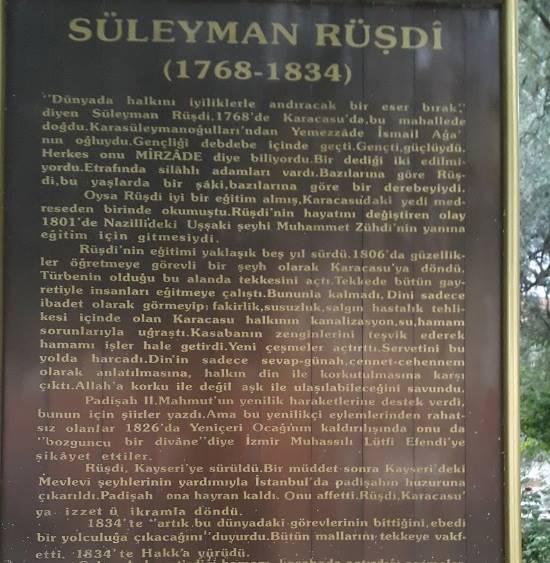 SÜLEYMAN RÜŞDÎ
(1768-1834)
"Dünyada halkını iyiliklerle andıracak bir eser bırak,"
diyen Süleyman Rüşdi,1768'de Karacasu'da,bu mahallede
doğdu.Karasüleymanoğulları'ndan Yemezzâde İsmail Ağa'
nın oğluydu.Gençliği debdebe içinde geçti.Gençti,güçlüydü.
Herkes onu MİRZÂDE diye biliyordu.Bir dediği iki edilmi-
yordu.Etrafında silâhlı adamları vardı.Bazılarına göre Rüş-
di,bu yaşlarda bir şâki,bazılarına göre bir derebeyiydi.
Oysa Rüşdi iyi bir eğitim almış,Karacasu'daki yedi med-
reseden birinde okumuştu.Rüşdi'nin hayatını değiştiren olay
1801'de Nazilli'deki Uşşaki şeyhi Muhammet Zühdi'nin yanına
eğitim için gitmesiydi.
Rüşdi'nin eğitimi yaklaşık beş yıl sürdü.1806'da güzellik-
ler öğretmeye görevli bir şeyh olarak Karacasu'ya döndü.
Türbenin olduğu bu alanda tekkesini açtı.Tekkede bütün gay-
retiyle insanları eğitmeye çalıştı.Bununla kalmadı. Dini sadece
ibadet olarak görmeyip; fakirlik,susuzluk,salgın hastalık tehli-
kesi içinde olan Karacasu halkının kanalizasyon,su,hamam
sorunlarıyla uğraştı.Kasabanın zenginlerini teşvik ederek
hamamı işler hale getirdi.Yeni çeşmeler açtırttı.Servetini bu
yolda harcadı.Din'in sadece sevap-günah,cennet-cehennem
olarak anlatılmasına, halkın din ile korkutulmasına karşı
çıktı.Allah'a korku ile değil aşk ile ulaşılabileceğini savundu.
Padişah II.Mahmut'un yenilik haraketlerine destek verdi,
bunun için şiirler yazdı.Ama bu yenilikçi eylemlerinden rahat-
sız olanlar 1826'da Yeniçeri Ocağı'nın kaldırılışında onu da
"bozguncu bir divâne"diye İzmir Muhassılı Lütfi Efendi'ye
şikâyet ettiler.
Rüşdi, Kayseri'ye sürüldü.Bir müddet sonra Kayseri'deki
Mevlevi şeyhlerinin yardımıyla İstanbul'da padişahın huzuruna
çıkarıldı.Padişah ona hayran kaldı. Onu affetti.Rüşdi,Karacasu'
ya izzet ü ikramla döndü.
1834'te "artık bu dünyadaki görevlerinin bittiğini,ebedi
bir yolculuğa çıkacağını"duyurdu.Bütün mallarını tekkeye vakf-
etti. 1834'te Hakk'a yürüdü.